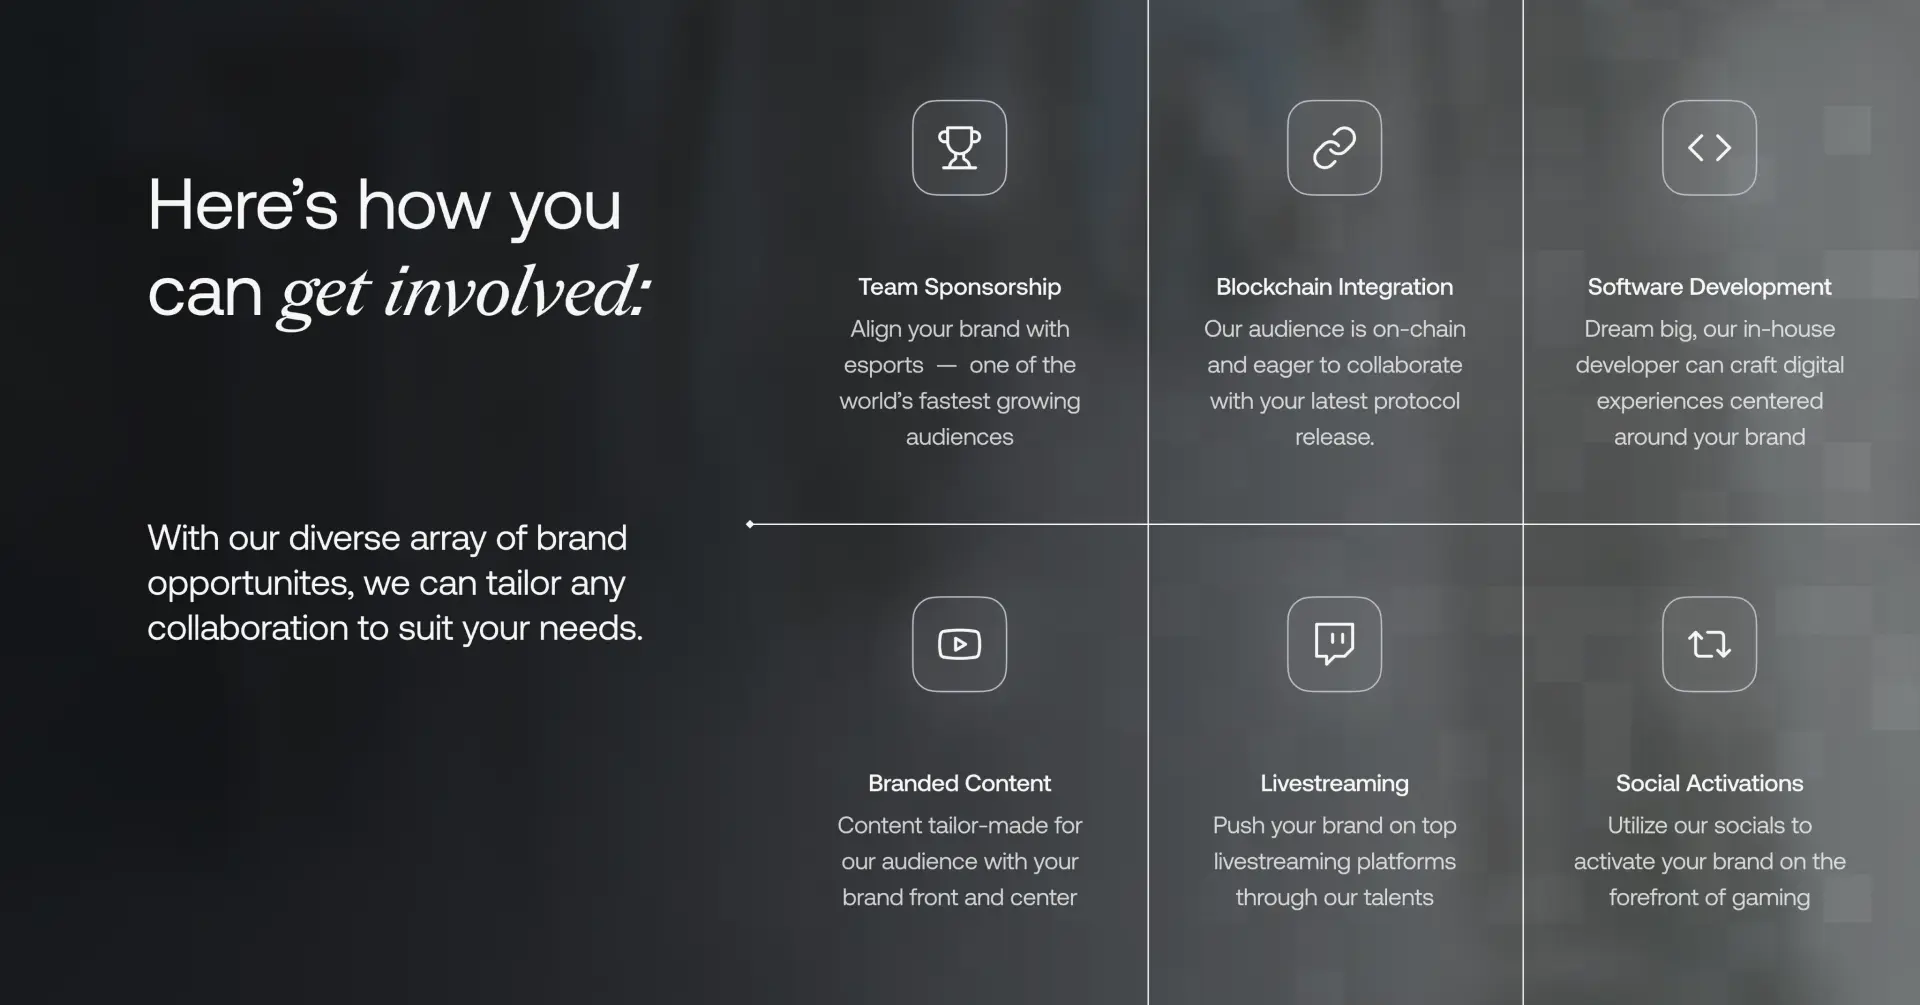 Here’s how you
can get involved:
With our diverse array of brand
opportunites, we can tailor any
collaboration to suit your needs.
Team Sponsorship
Align your brand with
esports — one of the
world’s fastest growing
audiences
Blockchain Integration
Our audience is on-chain
and eager to collaborate
with your latest protocol
release.
Software Development
Dream big, our in-house
developer can craft digital
experiences centered
around your brand
Branded Content
Content tailor-made for
our audience with your
brand front and center
Livestreaming
Push your brand on top
livestreaming platforms
through our talents
Social Activations
Utilize our socials to
activate your brand on the
forefront of gaming